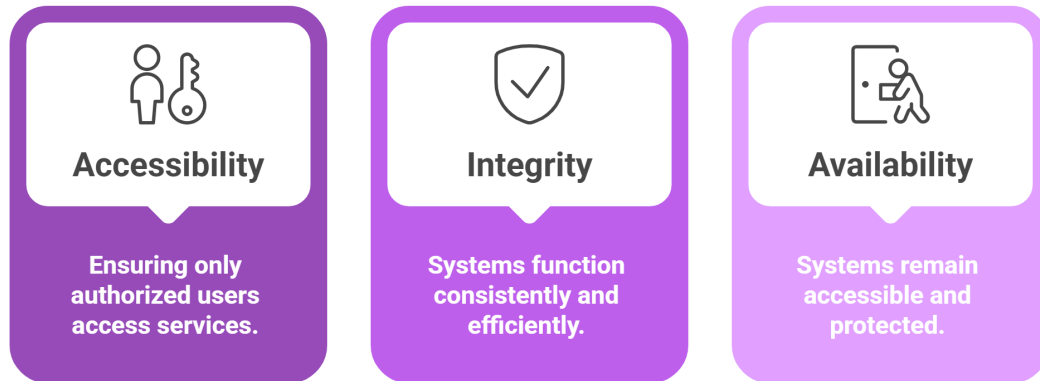 Accessibility
Ensuring only
authorized users
access services.
Integrity
Systems function
consistently and
efficiently.
Availability
Systems remain
accessible and
protected.